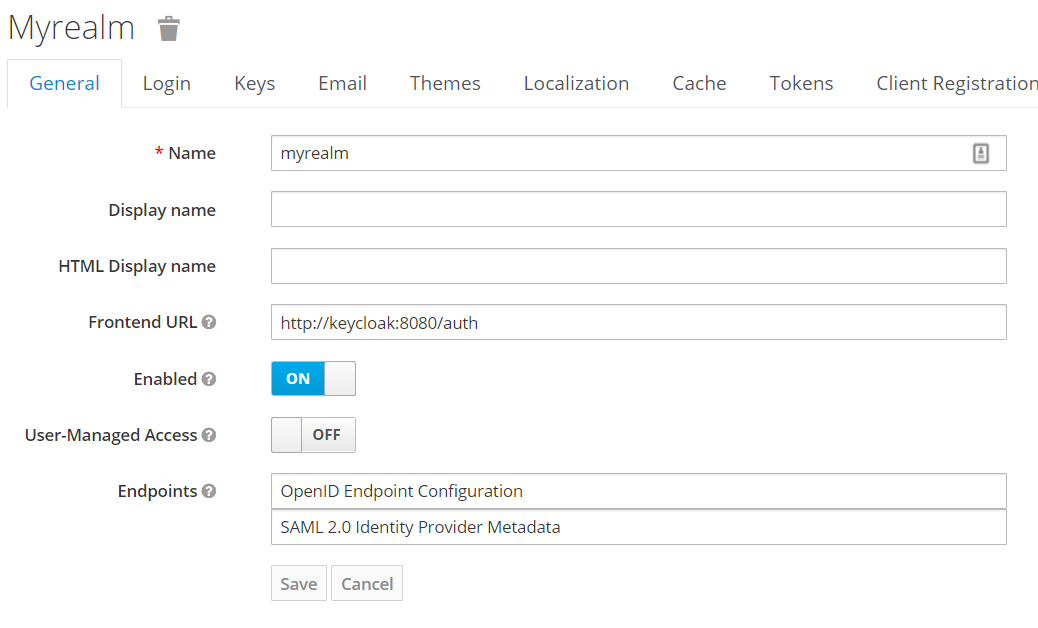 Myrealm
General Login Keys Email Themes Localization Cache Tokens Client Registration
* Name myrealm
Display name
HTML Display name
Frontend URL ? http://keycloak:8080/auth
Enabled ? ON
User-Managed Access ? OFF
Endpoints ? OpenID Endpoint Configuration
SAML 2.0 Identity Provider Metadata
Save Cancel